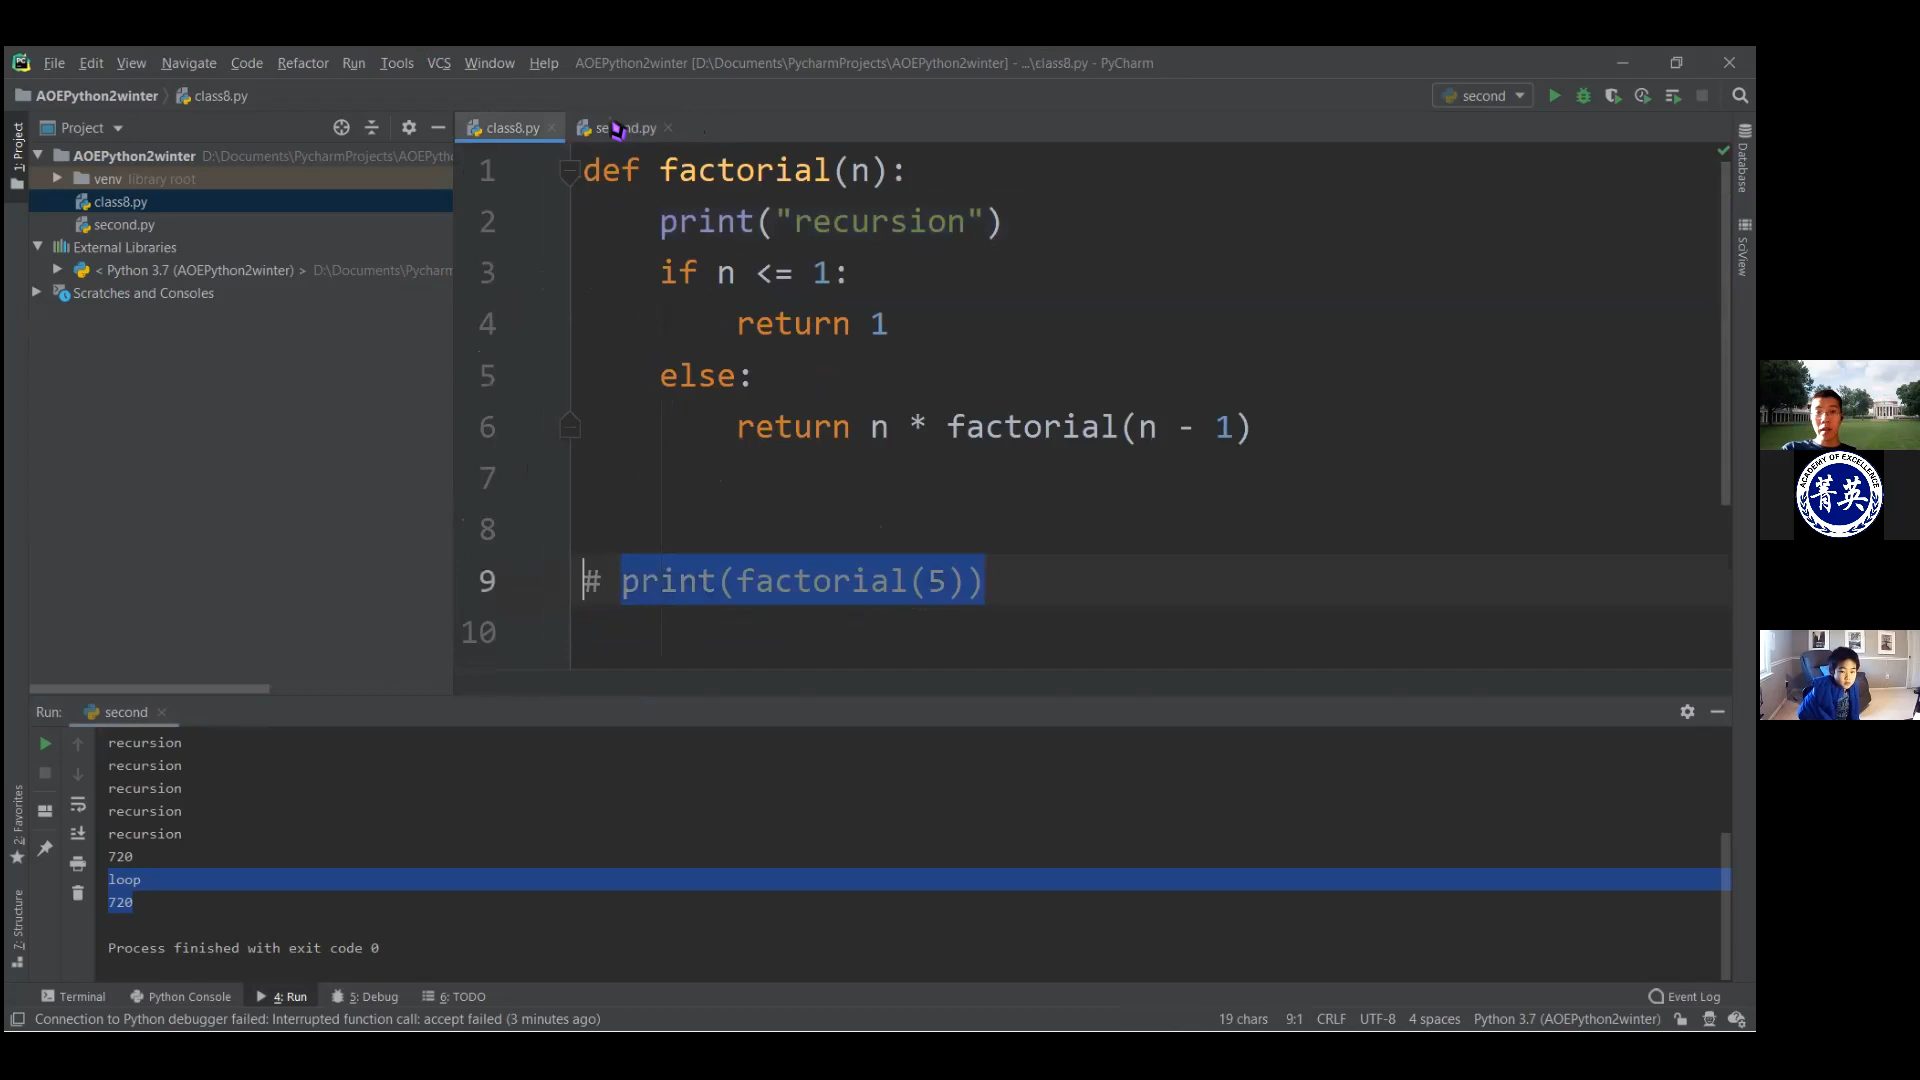 File Edit View Navigate Code Refactor Run Tools VCS Window Help AOEPython2winter [D:\Documents\PycharmProjects\AOEPython2winter] - ...\class8.py - PyCharm
AOEPython2winter class8.py second
1: Project
Project
class8.py
AOEPython2winter D:\Documents\PycharmProjects\AOEPyth
venv library root
class8.py
second.py
External Libraries
< Python 3.7 (AOEPython2winter) > D:\Documents\Pycharm
Scratches and Consoles
1 def factorial(n):
2 print("recursion")
3 if n <= 1:
4 return 1
5 else:
6 return n * factorial(n - 1)
7
8
9 # print(factorial(5))
10
Database
SciView
ACADEMY OF EXCELLENCE
菁英
Run: second
recursion
recursion
recursion
recursion
recursion
720
loop
720
Process finished with exit code 0
2: Favorites
7: Structure
Terminal Python Console 4: Run 5: Debug 6: TODO Event Log
Connection to Python debugger failed: Interrupted function call: accept failed (3 minutes ago) 19 chars 9:1 CRLF UTF-8 4 spaces Python 3.7 (AOEPython2winter)